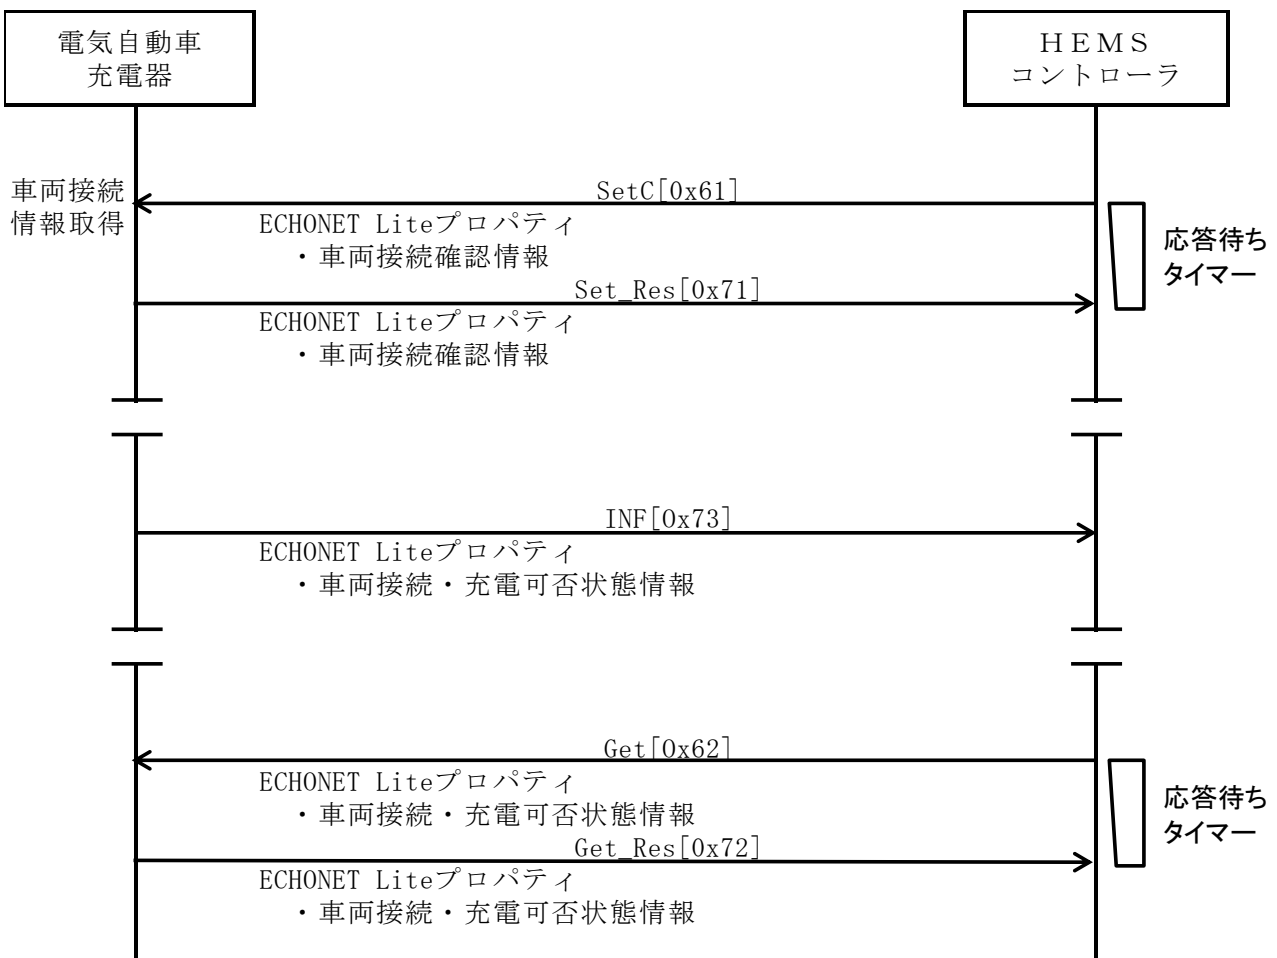 電気自動車
充電器
ＨＥＭＳ
コントローラ
車両接続
情報取得
SetC[0x61]
ECHONET Liteプロパティ
・車両接続確認情報
応答待ち
タイマー
Set_Res[0x71]
ECHONET Liteプロパティ
・車両接続確認情報
INF[0x73]
ECHONET Liteプロパティ
・車両接続・充電可否状態情報
Get[0x62]
ECHONET Liteプロパティ
・車両接続・充電可否状態情報
応答待ち
タイマー
Get_Res[0x72]
ECHONET Liteプロパティ
・車両接続・充電可否状態情報